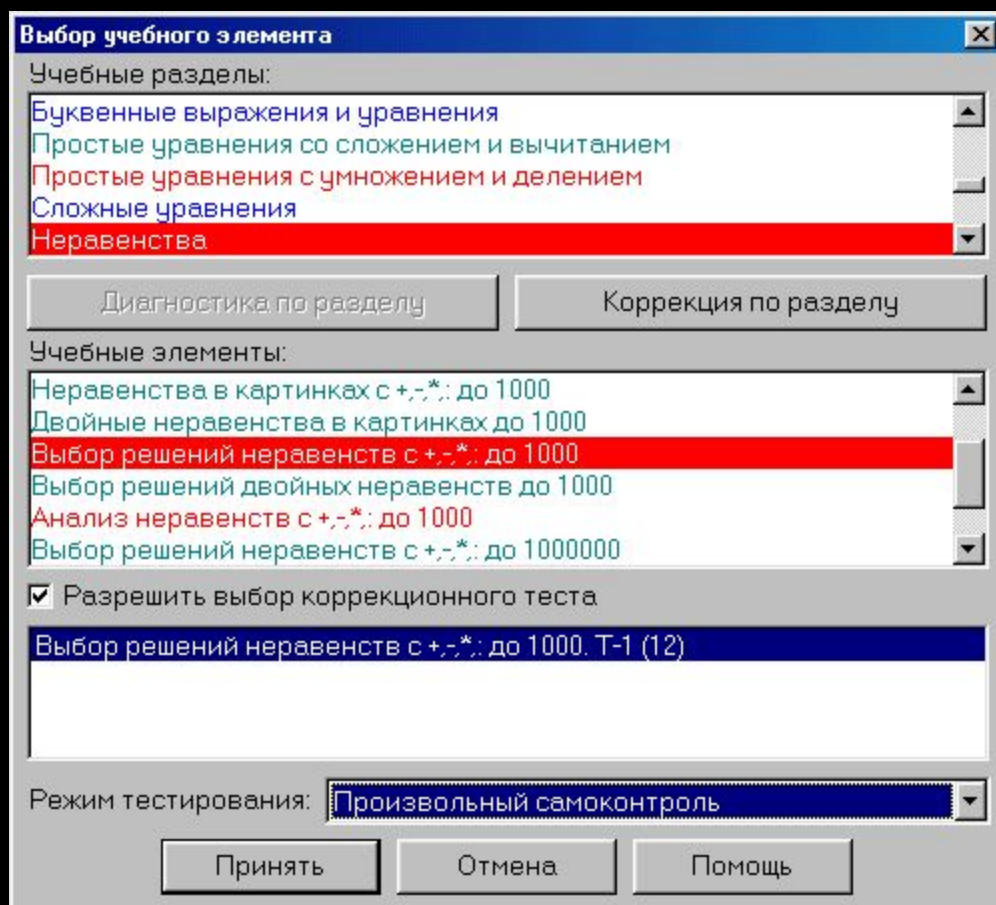 Выбор учебного элемента
Учебные разделы:
Буквенные выражения и уравнения
Простые уравнения со сложением и вычитанием
Простые уравнения с умножением и делением
Сложные уравнения
Неравенства
Диагностика по разделу
Коррекция по разделу
Учебные элементы:
Неравенства в картинках с +,-,*,: до 1000
Двойные неравенства в картинках до 1000
Выбор решений неравенств с +,-,*,: до 1000
Выбор решений двойных неравенств до 1000
Анализ неравенств с +,-,*,: до 1000
Выбор решений неравенств с +,-,*,: до 1000000
Разрешить выбор коррекционного теста
Выбор решений неравенств с +,-,*,: до 1000. Т-1 (12)
Режим тестирования: Произвольный самоконтроль
Принять Отмена Помощь